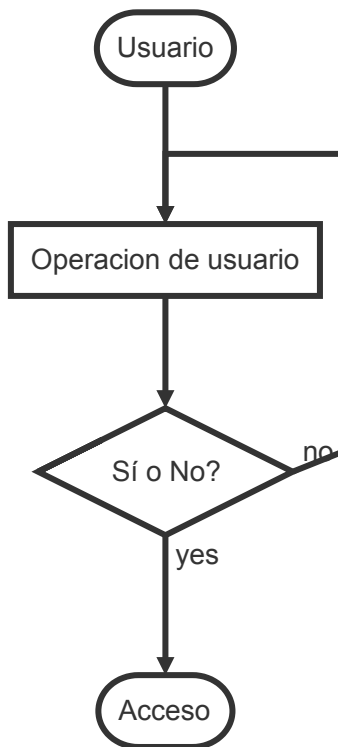 Usuario
Operacion de usuario
Sí o No?
no
yes
Acceso